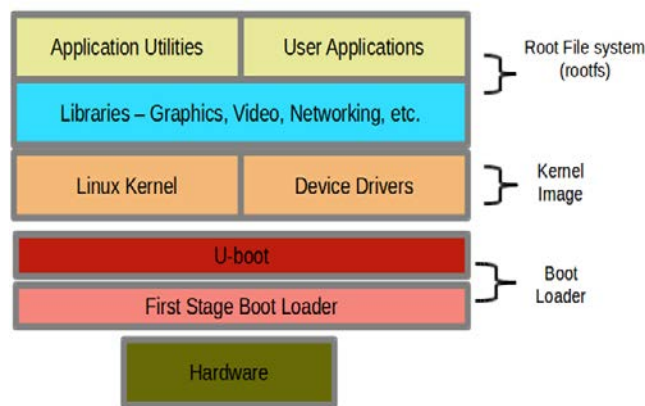 Application Utilities
User Applications
Root File system
(rootfs)
Libraries – Graphics, Video, Networking, etc.
Linux Kernel
Device Drivers
Kernel
Image
U-boot
First Stage Boot Loader
Boot
Loader
Hardware